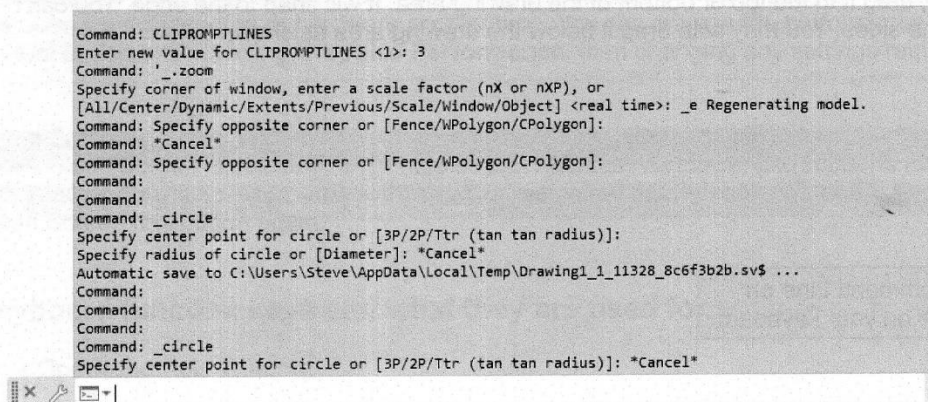 Command: CLIPROMPTLINES
Enter new value for CLIPROMPTLINES <1>: 3
Command: '_.zoom
Specify corner of window, enter a scale factor (nX or nXP), or
[All/Center/Dynamic/Extents/Previous/Scale/Window/Object] <real time>: _e Regenerating model.
Command: Specify opposite corner or [Fence/WPolygon/CPolygon]:
Command: *Cancel*
Command: Specify opposite corner or [Fence/WPolygon/CPolygon]:
Command:
Command:
Command: _circle
Specify center point for circle or [3P/2P/Ttr (tan tan radius)]:
Specify radius of circle or [Diameter]: *Cancel*
Automatic save to C:\Users\Steve\AppData\Local\Temp\Drawing1_1_11328_8c6f3b2b.sv$ ...
Command:
Command:
Command:
Command: _circle
Specify center point for circle or [3P/2P/Ttr (tan tan radius)]: *Cancel*